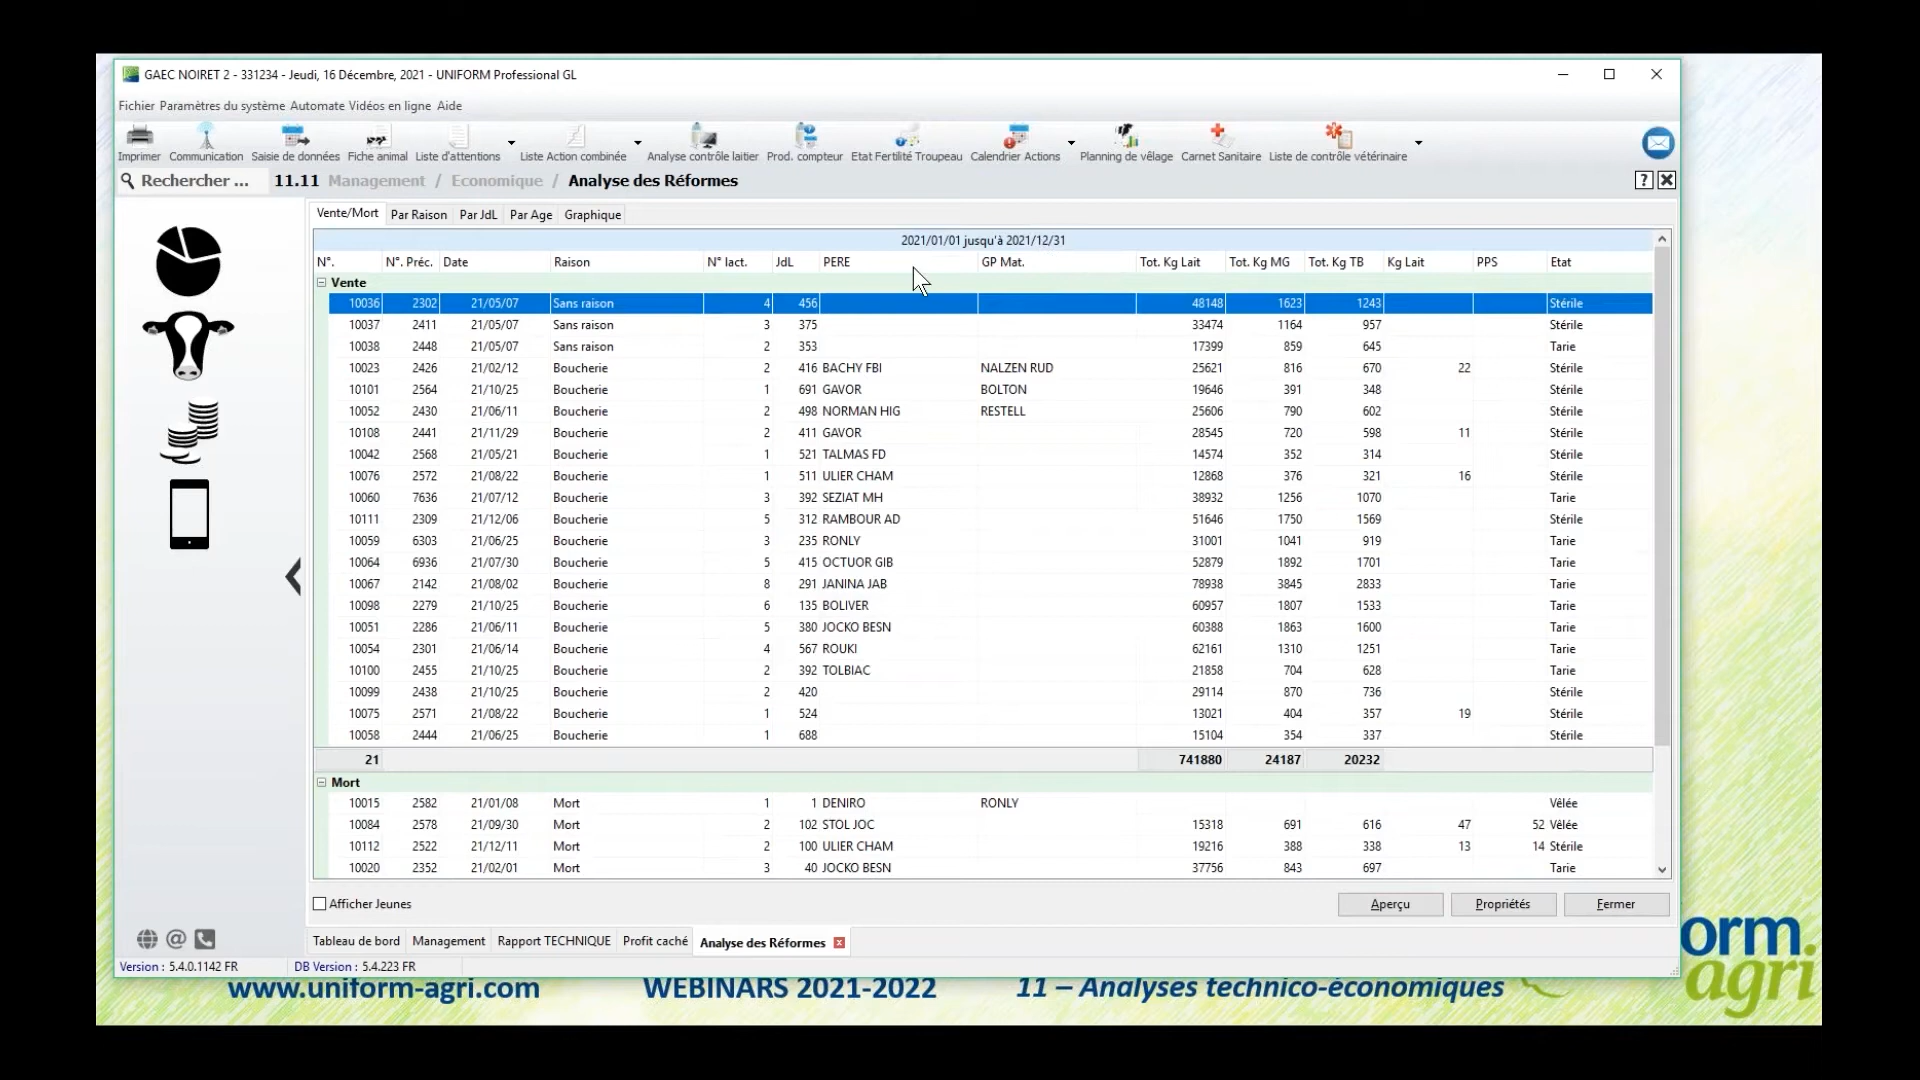 GAEC NOIRET 2 - 331234 - Jeudi, 16 Décembre, 2021 - UNIFORM Professional GL
Fichier Paramètres du système Automate Vidéos en ligne Aide
Imprimer Communication Saisie de données Fiche animal Liste d'attentions Liste Action combinée Analyse contrôle laitier Prod. compteur Etat Fertilité Troupeau Calendrier Actions Planning de vêlage Carnet Sanitaire Liste de contrôle vétérinaire
Rechercher ... 11.11 Management / Economique / Analyse des Réformes
Vente/Mort Par Raison Par JdL Par Age Graphique
2021/01/01 jusqu'à 2021/12/31
N°. N°. Préc. Date Raison N° lact. JdL PERE GP Mat. Tot. Kg Lait Tot. Kg MG Tot. Kg TB Kg Lait PPS Etat
Vente
10036 2302 21/05/07 Sans raison 4 456 48148 1623 1243 Stérile
10037 2411 21/05/07 Sans raison 3 375 33474 1164 957 Stérile
10038 2448 21/05/07 Sans raison 2 353 17399 859 645 Tarie
10023 2426 21/02/12 Boucherie 2 416 BACHY FBI NALZEN RUD 25621 816 670 22 Stérile
10101 2564 21/10/25 Boucherie 1 691 GAVOR BOLTON 19646 391 348 Stérile
10052 2430 21/06/11 Boucherie 2 498 NORMAN HIG RESTELL 25606 790 602 Stérile
10108 2441 21/11/29 Boucherie 2 411 GAVOR 28545 720 598 11 Stérile
10042 2568 21/05/21 Boucherie 1 521 TALMAS FD 14574 352 314 Stérile
10076 2572 21/08/22 Boucherie 1 511 ULIER CHAM 12868 376 321 16 Stérile
10060 7636 21/07/12 Boucherie 3 392 SEZIAT MH 38932 1256 1070 Tarie
10111 2309 21/12/06 Boucherie 5 312 RAMBOUR AD 51646 1750 1569 Stérile
10059 6303 21/06/25 Boucherie 3 235 RONLY 31001 1041 919 Tarie
10064 6936 21/07/30 Boucherie 5 415 OCTUOR GIB 52879 1892 1701 Tarie
10067 2142 21/08/02 Boucherie 8 291 JANINA JAB 78938 3845 2833 Tarie
10098 2279 21/10/25 Boucherie 6 135 BOLIVER 60957 1807 1533 Tarie
10051 2286 21/06/11 Boucherie 5 380 JOCKO BESN 60388 1863 1600 Tarie
10054 2301 21/06/14 Boucherie 4 567 ROUKI 62161 1310 1251 Tarie
10100 2455 21/10/25 Boucherie 2 392 TOLBIAC 21858 704 628 Tarie
10099 2438 21/10/25 Boucherie 2 420 29114 870 736 Stérile
10075 2571 21/08/22 Boucherie 1 524 13021 404 357 19 Stérile
10058 2444 21/06/25 Boucherie 1 688 15104 354 337 Stérile
21 741880 24187 20232
Mort
10015 2582 21/01/08 Mort 1 1 DENIRO RONLY Vêlée
10084 2578 21/09/30 Mort 2 102 STOL JOC 15318 691 616 47 52 Vêlée
10112 2522 21/12/11 Mort 2 100 ULIER CHAM 19216 388 338 13 14 Stérile
10020 2352 21/02/01 Mort 3 40 JOCKO BESN 37756 843 697 Tarie
Afficher Jeunes Aperçu Propriétés Fermer
Tableau de bord Management Rapport TECHNIQUE Profit caché Analyse des Réformes
Version : 5.4.0.1142 FR DB Version : 5.4.223 FR
www.uniform-agri.com WEBINARS 2021-2022 11 – Analyses technico-économiques
orm
agri